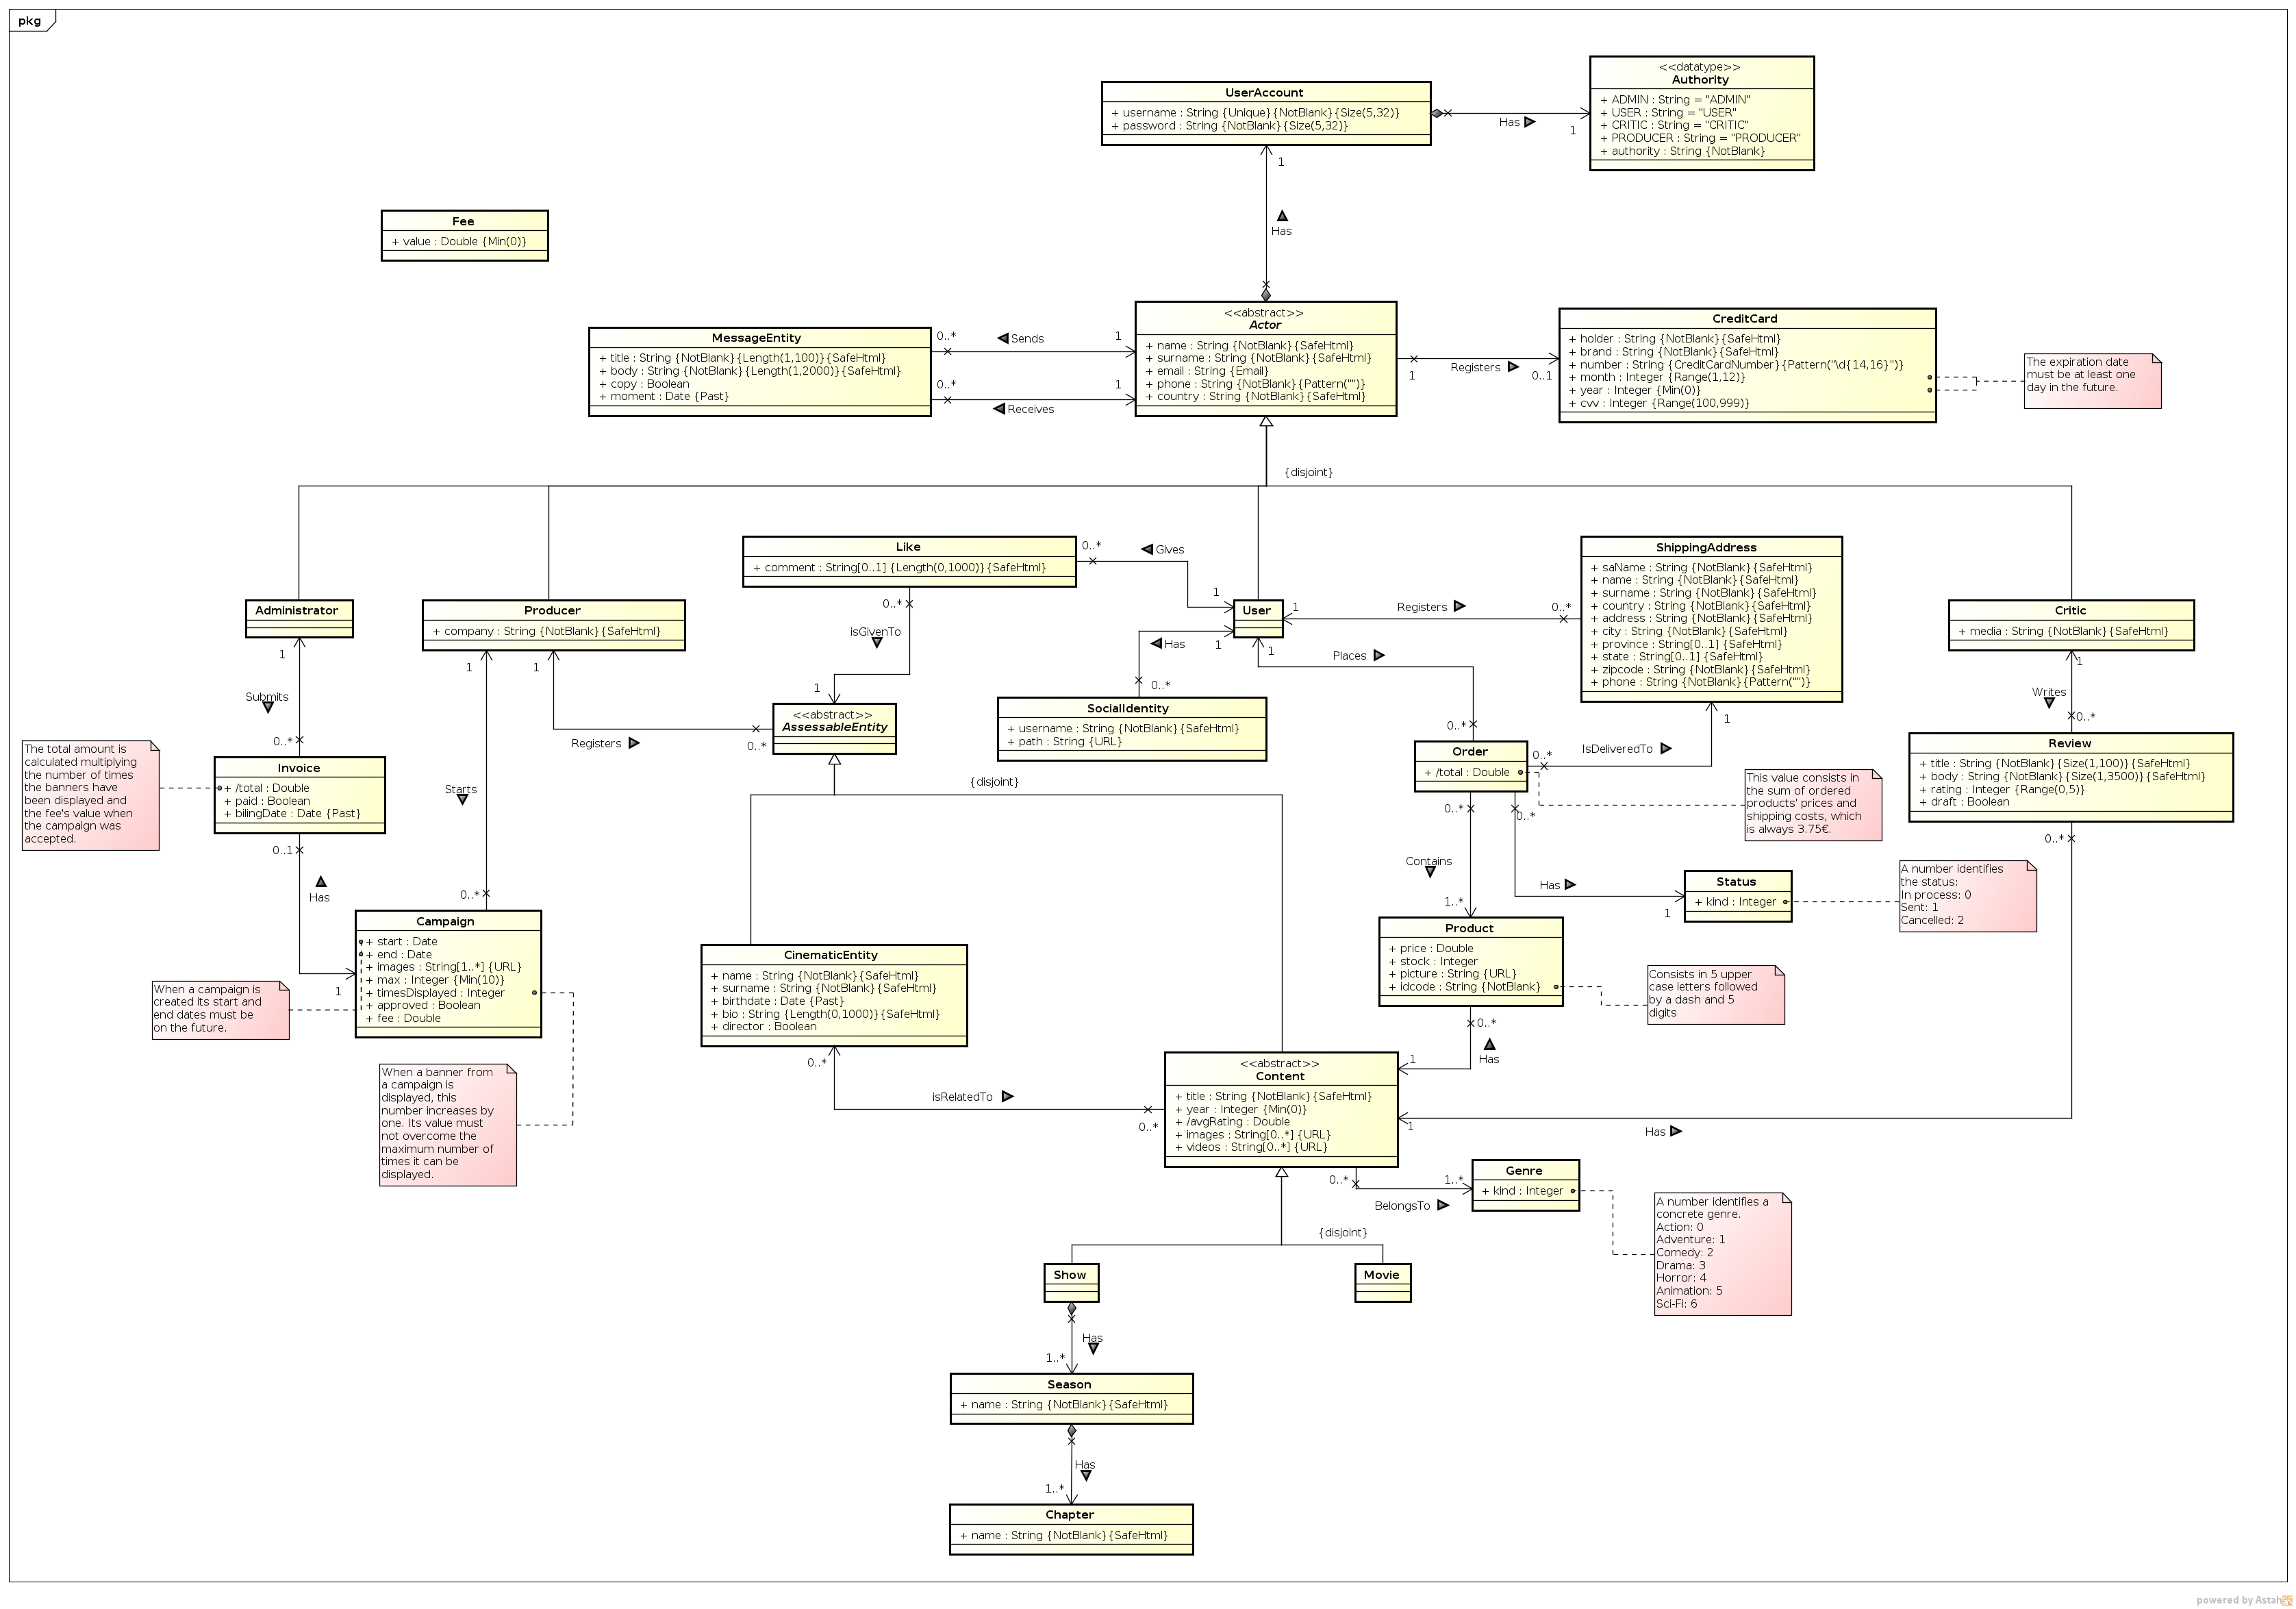 pkg
UserAccount
+ username : String {Unique}{NotBlank}{Size(5,32)}
+ password : String {NotBlank}{Size(5,32)}
Has
1
<<datatype>>
Authority
+ ADMIN : String = "ADMIN"
+ USER : String = "USER"
+ CRITIC : String = "CRITIC"
+ PRODUCER : String = "PRODUCER"
+ authority : String {NotBlank}
1
Has
Fee
+ value : Double {Min(0)}
MessageEntity
+ title : String {NotBlank}{Length(1,100)}{SafeHtml}
+ body : String {NotBlank}{Length(1,2000)}{SafeHtml}
+ copy : Boolean
+ moment : Date {Past}
0..*
Sends
1
0..*
1
Receives
<<abstract>>
Actor
+ name : String {NotBlank}{SafeHtml}
+ surname : String {NotBlank}{SafeHtml}
+ email : String {Email}
+ phone : String {NotBlank}{Pattern("")}
+ country : String {NotBlank}{SafeHtml}
1
Registers
0..1
CreditCard
+ holder : String {NotBlank}{SafeHtml}
+ brand : String {NotBlank}{SafeHtml}
+ number : String {CreditCardNumber}{Pattern("\d{14,16}")}
+ month : Integer {Range(1,12)}
+ year : Integer {Min(0)}
+ cvv : Integer {Range(100,999)}
The expiration date
must be at least one
day in the future.
{disjoint}
Like
+ comment : String[0..1] {Length(0,1000)}{SafeHtml}
0..*
Gives
1
0..*
isGivenTo
1
ShippingAddress
+ saName : String {NotBlank}{SafeHtml}
+ name : String {NotBlank}{SafeHtml}
+ surname : String {NotBlank}{SafeHtml}
+ country : String {NotBlank}{SafeHtml}
+ address : String {NotBlank}{SafeHtml}
+ city : String {NotBlank}{SafeHtml}
+ province : String[0..1] {SafeHtml}
+ state : String[0..1] {SafeHtml}
+ zipcode : String {NotBlank}{SafeHtml}
+ phone : String {NotBlank}{Pattern("")}
Administrator
Producer
+ company : String {NotBlank}{SafeHtml}
User
1
Registers
0..*
Critic
+ media : String {NotBlank}{SafeHtml}
1
Submits
0..*
1
1
Has
1
0..*
1
Places
0..*
1
Writes
0..*
SocialIdentity
+ username : String {NotBlank}{SafeHtml}
+ path : String {URL}
<<abstract>>
AssessableEntity
Registers
0..*
{disjoint}
Order
+ /total : Double
0..*
IsDeliveredTo
1
Review
+ title : String {NotBlank}{Size(1,100)}{SafeHtml}
+ body : String {NotBlank}{Size(1,3500)}{SafeHtml}
+ rating : Integer {Range(0,5)}
+ draft : Boolean
0..*
The total amount is
calculated multiplying
the number of times
the banners have
been displayed and
the fee's value when
the campaign was
accepted.
Invoice
+ /total : Double
+ paid : Boolean
+ bilingDate : Date {Past}
Starts
0..*
0..1
Has
1
This value consists in
the sum of ordered
products' prices and
shipping costs, which
is always 3.75€.
0..*
0..*
Contains
1..*
Has
1
Status
+ kind : Integer
A number identifies
the status:
In process: 0
Sent: 1
Cancelled: 2
Campaign
+ start : Date
+ end : Date
+ images : String[1..*] {URL}
+ max : Integer {Min(10)}
+ timesDisplayed : Integer
+ approved : Boolean
+ fee : Double
When a campaign is
created its start and
end dates must be
on the future.
When a banner from
a campaign is
displayed, this
number increases by
one. Its value must
not overcome the
maximum number of
times it can be
displayed.
CinematicEntity
+ name : String {NotBlank}{SafeHtml}
+ surname : String {NotBlank}{SafeHtml}
+ birthdate : Date {Past}
+ bio : String {Length(0,1000)}{SafeHtml}
+ director : Boolean
0..*
isRelatedTo
0..*
Product
+ price : Double
+ stock : Integer
+ picture : String {URL}
+ idcode : String {NotBlank}
Consists in 5 upper
case letters followed
by a dash and 5
digits
0..*
Has
1
<<abstract>>
Content
+ title : String {NotBlank}{SafeHtml}
+ year : Integer {Min(0)}
+ /avgRating : Double
+ images : String[0..*] {URL}
+ videos : String[0..*] {URL}
1
Has
0..*
BelongsTo
1..*
Genre
+ kind : Integer
A number identifies a
concrete genre.
Action: 0
Adventure: 1
Comedy: 2
Drama: 3
Horror: 4
Animation: 5
Sci-Fi: 6
{disjoint}
Show
Movie
Has
1..*
Season
+ name : String {NotBlank}{SafeHtml}
Has
1..*
Chapter
+ name : String {NotBlank}{SafeHtml}
powered by Astah